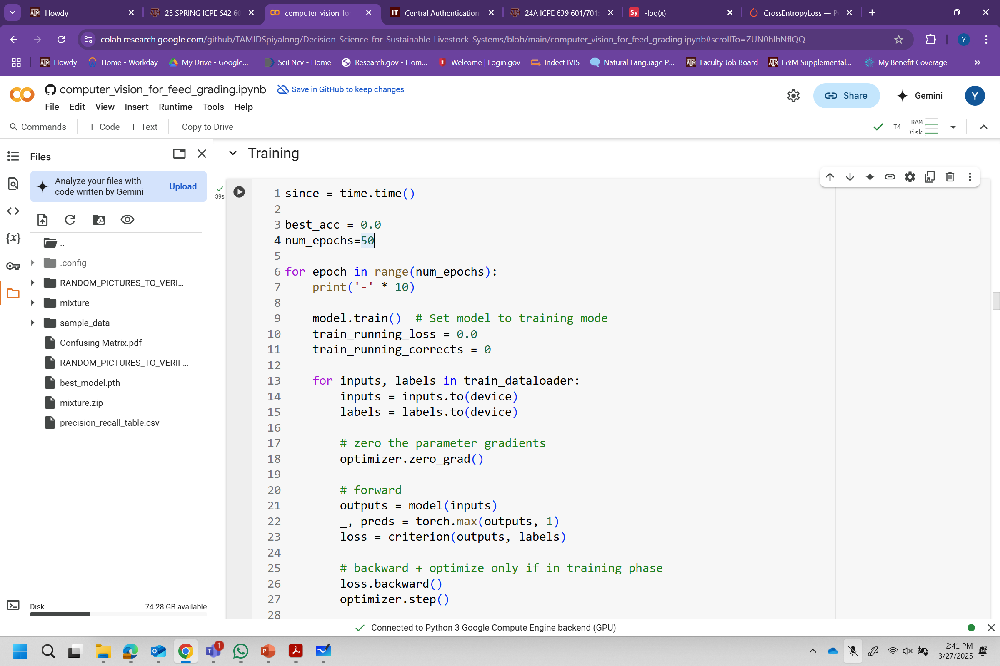 Howdy
25 SPRING ICPE 642 60
computer_vision_fo
IT Central Authentication
24A ICPE 639 601/701:
Sy -log(x)
CrossEntropyLoss — P
colab.research.google.com/github/TAMIDSpiyalong/Decision-Science-for-Sustainable-Livestock-Systems/blob/main/computer_vision_for_feed_grading.ipynb#scrollTo=ZUN0hlhNflQQ
Y
Howdy
Home - Workday
My Drive - Google...
SciENcv - Home
Research.gov - Hom...
Welcome | Login.gov
Indect IVIS
Natural Language P...
Faculty Job Board
E&M Supplemental...
My Benefit Coverage
computer_vision_for_feed_grading.ipynb
Save in GitHub to keep changes
File Edit View Insert Runtime Tools Help
Share
Gemini
Y
Commands
+ Code + Text
Copy to Drive
T4
RAM
Disk
Files
Analyze your files with
code written by Gemini
Upload
..
.config
RANDOM_PICTURES_TO_VERI...
mixture
sample_data
Confusing Matrix.pdf
RANDOM_PICTURES_TO_VERIF...
best_model.pth
mixture.zip
precision_recall_table.csv
Disk
74.28 GB available
{x}
Training
39s
1 since = time.time()
2
3 best_acc = 0.0
4 num_epochs=50
5
6 for epoch in range(num_epochs):
7     print('-' * 10)
8
9     model.train()  # Set model to training mode
10     train_running_loss = 0.0
11     train_running_corrects = 0
12
13     for inputs, labels in train_dataloader:
14         inputs = inputs.to(device)
15         labels = labels.to(device)
16
17         # zero the parameter gradients
18         optimizer.zero_grad()
19
20         # forward
21         outputs = model(inputs)
22         _, preds = torch.max(outputs, 1)
23         loss = criterion(outputs, labels)
24
25         # backward + optimize only if in training phase
26         loss.backward()
27         optimizer.step()
28
Connected to Python 3 Google Compute Engine backend (GPU)
1
2:41 PM
3/27/2025